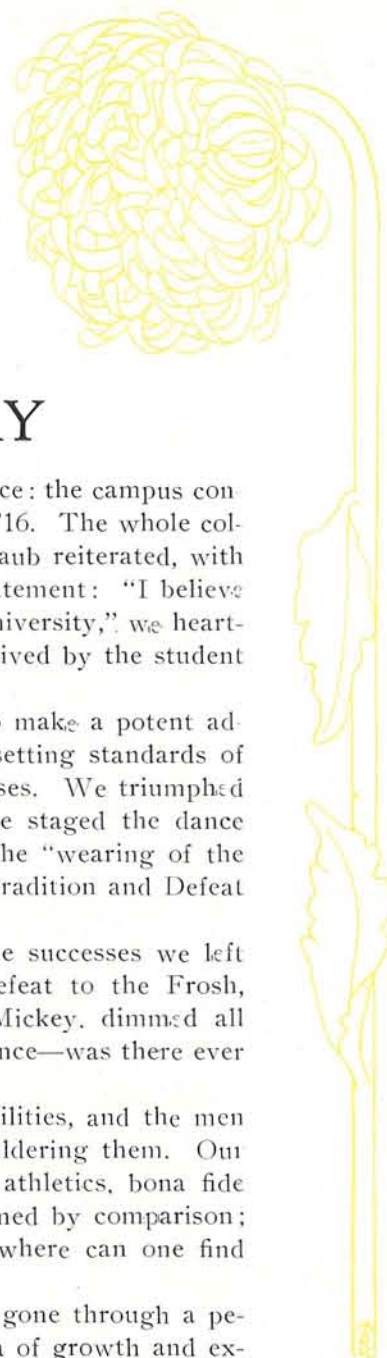 RY
ce: the campus con-
'16. The whole col-
aub reiterated, with
tement: "I believe
niversity," we heart-
ived by the student
o make a potent ad-
setting standards of
ses. We triumphed
e staged the dance
he "wearing of the
radition and Defeat
e successes we left
efeat to the Frosh,
Mickey, dimmed all
nce—was there ever
ilities, and the men
ldering them. Our
athletics, bona fide
ned by comparison;
where can one find
gone through a pe-
a of growth and ex-